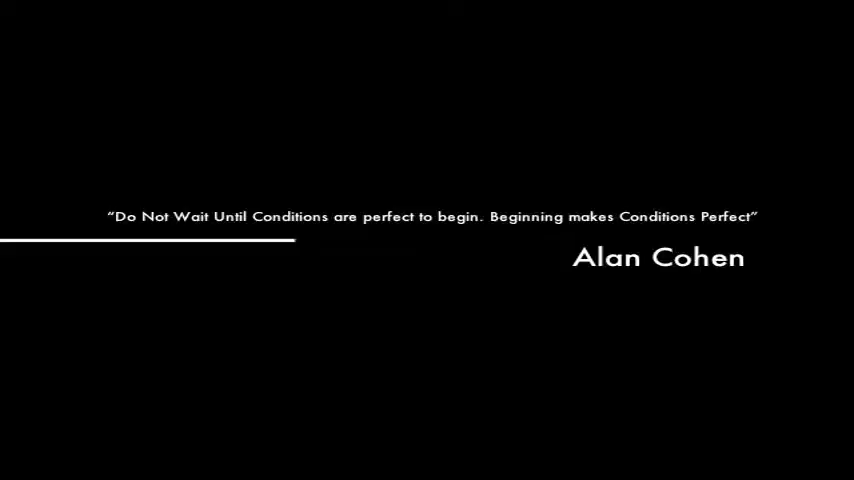 “Do Not Wait Until Conditions are perfect to begin. Beginning makes Conditions Perfect”
Alan Cohen